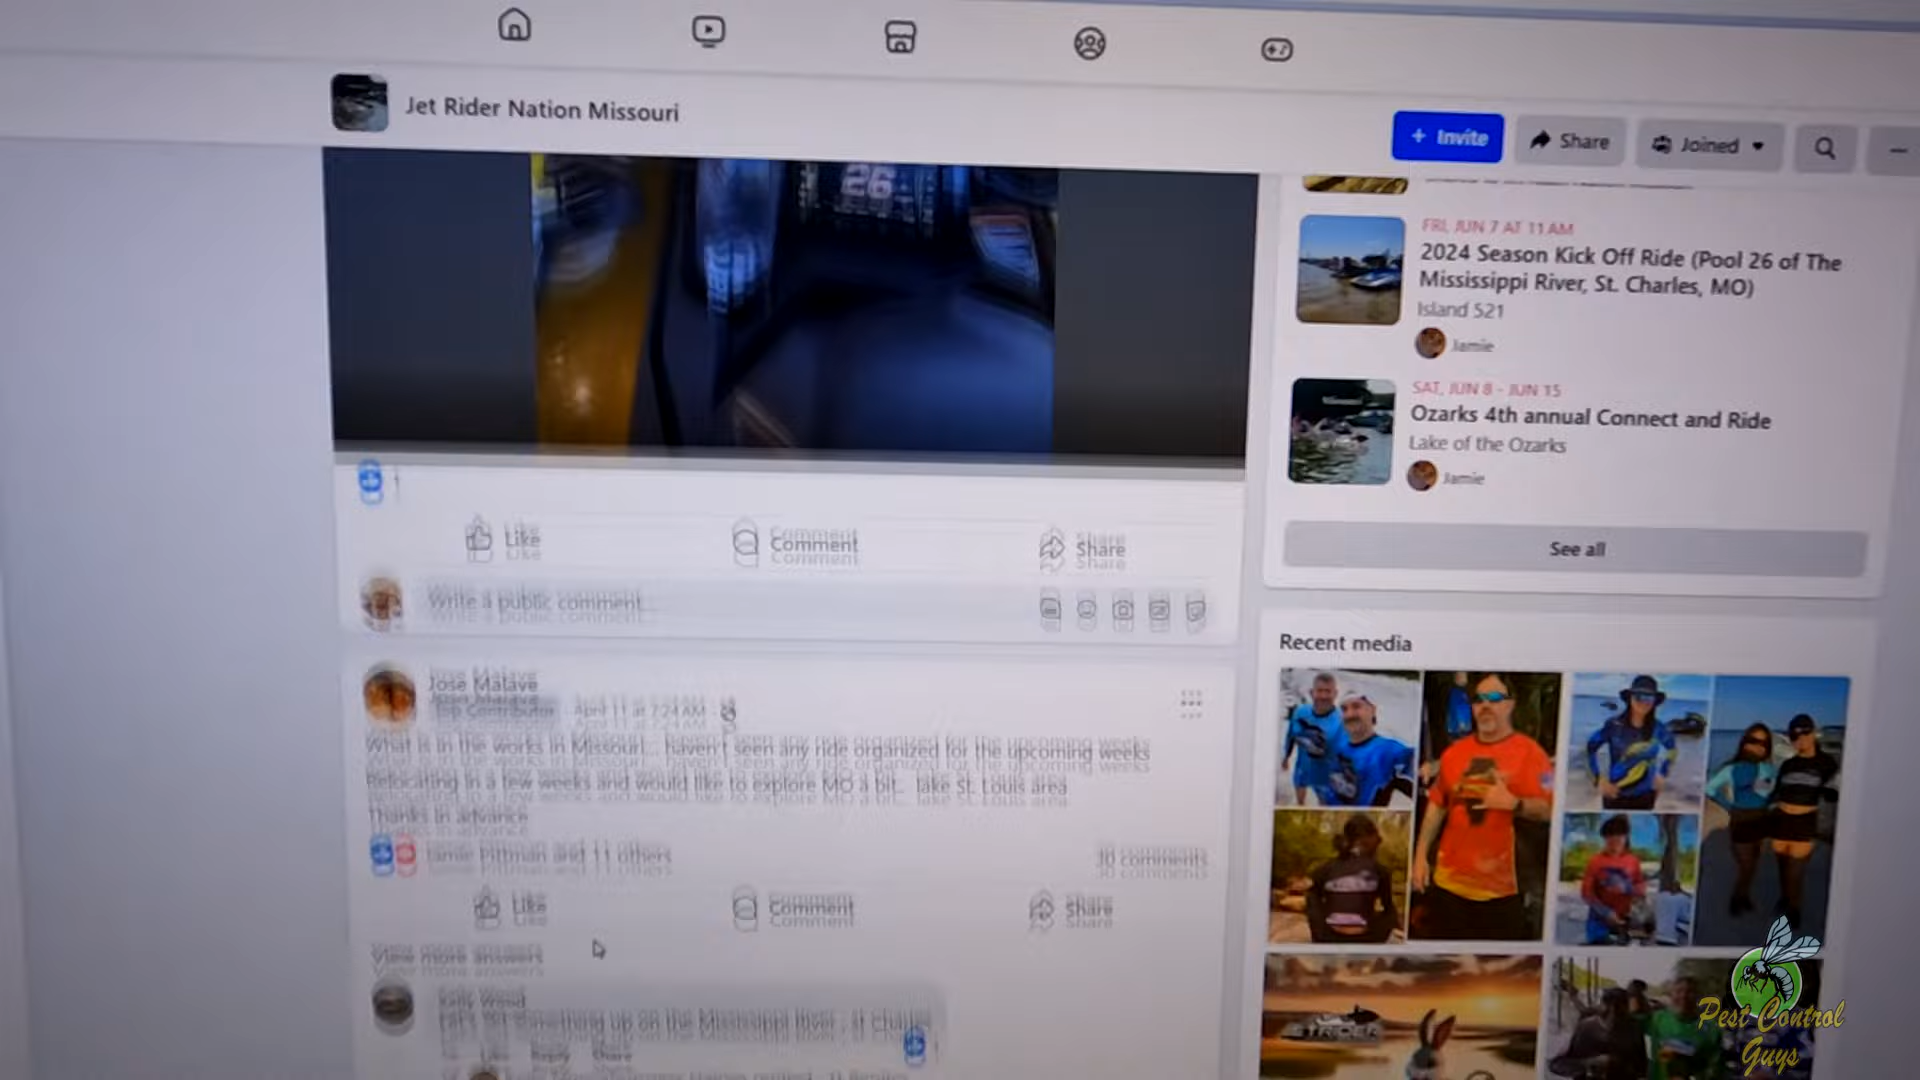 Jet Rider Nation Missouri
+ Invite
Share
Joined
26
FRI, JUN 7 AT 11 AM
2024 Season Kick Off Ride (Pool 26 of The
Mississippi River, St. Charles, MO)
Island 521
Jamie
SAT, JUN 8 - JUN 15
Ozarks 4th annual Connect and Ride
Lake of the Ozarks
Jamie
See all
Like
Comment
Share
Write a public comment...
Recent media
Jose Malave
Top Contributor · April 11 at 7:24 AM
What is in the works in Missouri... haven't seen any ride organized for the upcoming weeks
Relocating in a few weeks and would like to explore MO a bit... lake St. Louis area
Thanks in advance
Jamie Pittman and 11 others
30 comments
Like
Comment
Share
View more answers
Kelly Wood
Let's set something up on the Mississippi River, st Charles
Like Reply Share
Pest Control
Guys